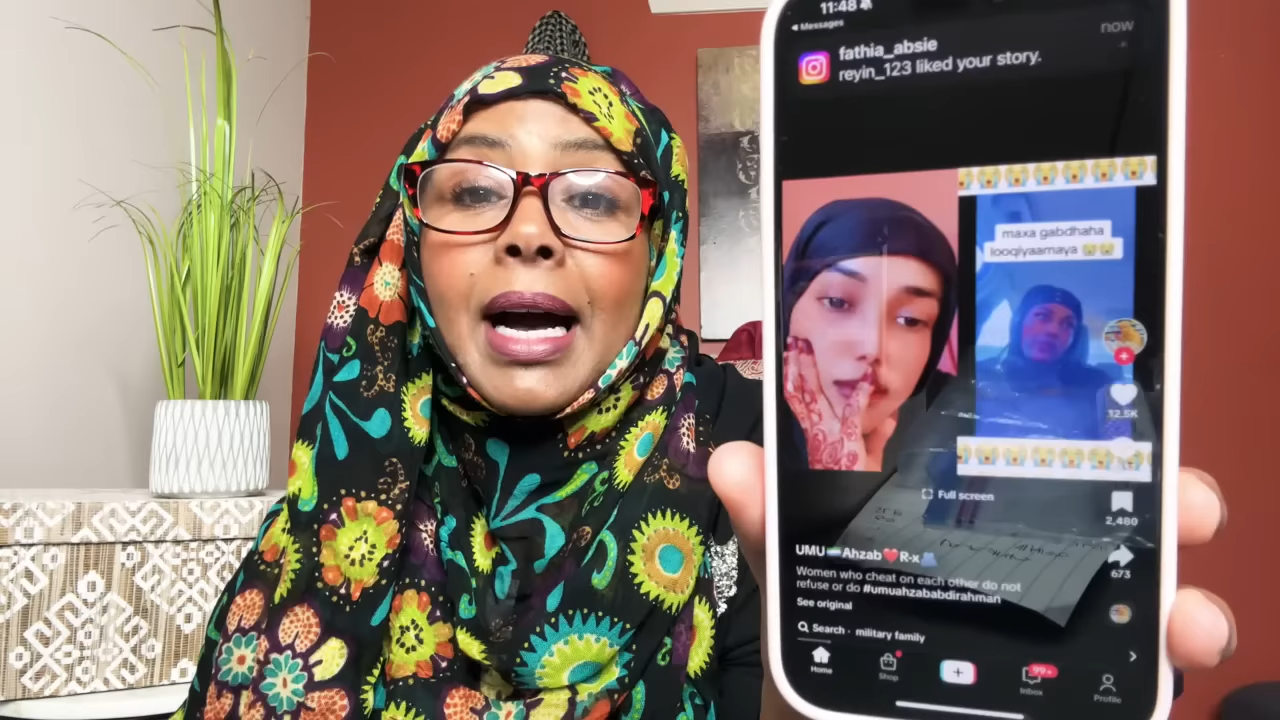 11:48
Messages
now
fathia_absie
reyin_123 liked your story.
maxa gabdhaha
looqiyaamaya 😭😭
12.5K
Full screen
2,480
UMU Ahzab❤️R-x
673
Women who cheat on each other do not
refuse or do #umuahzababdirahman
See original
Search · military family
Home
Shop
99+
Inbox
Profile